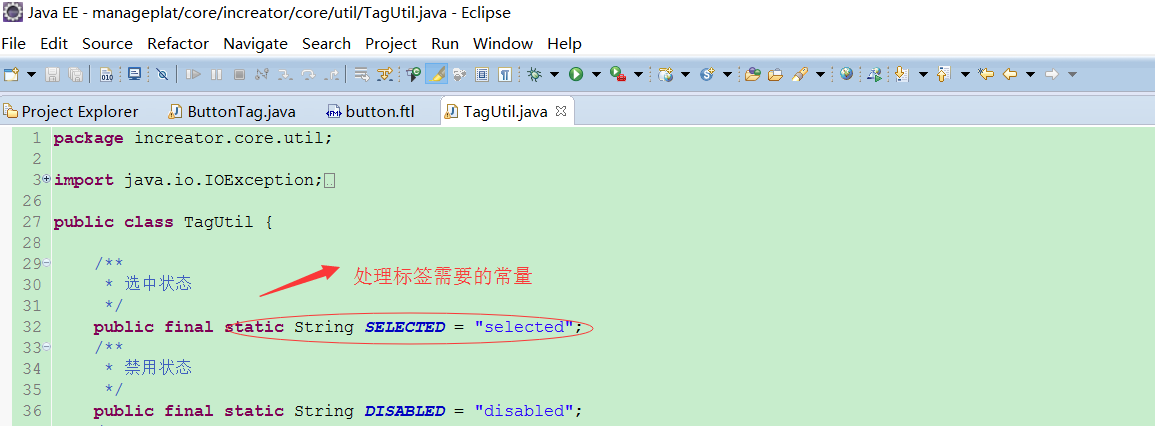 Java EE - manageplat/core/increator/core/util/TagUtil.java - Eclipse
File Edit Source Refactor Navigate Search Project Run Window Help
Project Explorer ButtonTag.java button.ftl TagUtil.java
1 package increator.core.util;
2
3 import java.io.IOException;
26
27 public class TagUtil {
28
29 /**
处理标签需要的常量
30 * 选中状态
31 */
32 public final static String SELECTED = "selected";
33 /**
34 * 禁用状态
35 */
36 public final static String DISABLED = "disabled";